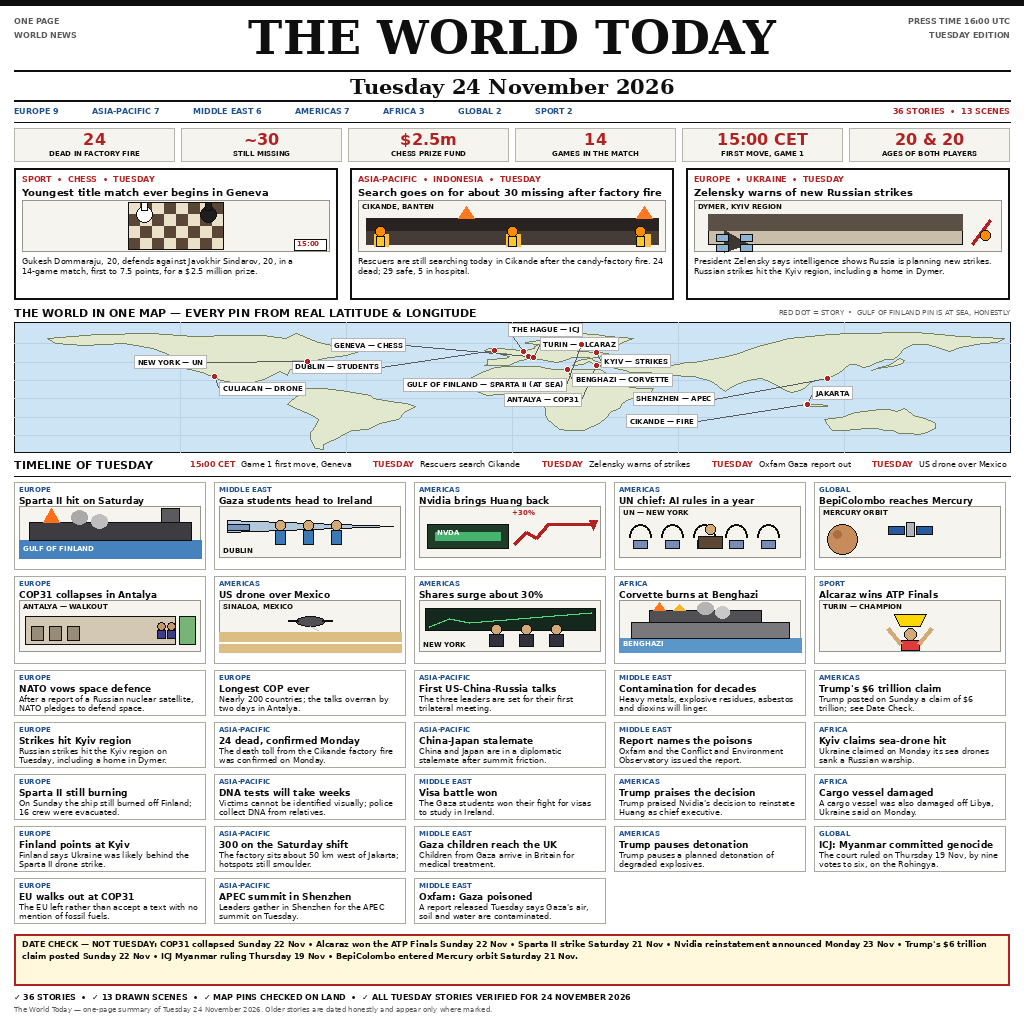 ONE PAGE
WORLD NEWS
THE WORLD TODAY
PRESS TIME 16:00 UTC
TUESDAY EDITION
Tuesday 24 November 2026
EUROPE 9 ASIA-PACIFIC 7 MIDDLE EAST 6 AMERICAS 7 AFRICA 3 GLOBAL 2 SPORT 2 36 STORIES • 13 SCENES
24
DEAD IN FACTORY FIRE
~30
STILL MISSING
$2.5m
CHESS PRIZE FUND
14
GAMES IN THE MATCH
15:00 CET
FIRST MOVE, GAME 1
20 & 20
AGES OF BOTH PLAYERS
SPORT • CHESS • TUESDAY
Youngest title match ever begins in Geneva
15:00
Gukesh Dommaraju, 20, defends against Javokhir Sindarov, 20, in a
14-game match, first to 7.5 points, for a $2.5 million prize.
ASIA-PACIFIC • INDONESIA • TUESDAY
Search goes on for about 30 missing after factory fire
CIKANDE, BANTEN
Rescuers are still searching today in Cikande after the candy-factory fire. 24
dead; 29 safe, 5 in hospital.
EUROPE • UKRAINE • TUESDAY
Zelensky warns of new Russian strikes
DYMER, KYIV REGION
President Zelensky says intelligence shows Russia is planning new strikes.
Russian strikes hit the Kyiv region, including a home in Dymer.
THE WORLD IN ONE MAP — EVERY PIN FROM REAL LATITUDE & LONGITUDE
RED DOT = STORY • GULF OF FINLAND PIN IS AT SEA, HONESTLY
THE HAGUE — ICJ
GENEVA — CHESS
TURIN — ALCARAZ
NEW YORK — UN
DUBLIN — STUDENTS
KYIV — STRIKES
CULIACAN — DRONE
GULF OF FINLAND — SPARTA II (AT SEA)
BENGHAZI — CORVETTE
ANTALYA — COP31
SHENZHEN — APEC
JAKARTA
CIKANDE — FIRE
TIMELINE OF TUESDAY
15:00 CET Game 1 first move, Geneva
TUESDAY Rescuers search Cikande
TUESDAY Zelensky warns of strikes
TUESDAY Oxfam Gaza report out
TUESDAY US drone over Mexico
EUROPE
Sparta II hit on Saturday
GULF OF FINLAND
MIDDLE EAST
Gaza students head to Ireland
DUBLIN
AMERICAS
Nvidia brings Huang back
+30%
NVDA
AMERICAS
UN chief: AI rules in a year
UN — NEW YORK
GLOBAL
BepiColombo reaches Mercury
MERCURY ORBIT
EUROPE
COP31 collapses in Antalya
ANTALYA — WALKOUT
AMERICAS
US drone over Mexico
SINALOA, MEXICO
AMERICAS
Shares surge about 30%
NEW YORK
AFRICA
Corvette burns at Benghazi
BENGHAZI
SPORT
Alcaraz wins ATP Finals
TURIN — CHAMPION
EUROPE
NATO vows space defence
After a report of a Russian nuclear satellite,
NATO pledges to defend space.
EUROPE
Longest COP ever
Nearly 200 countries; the talks overran by
two days in Antalya.
ASIA-PACIFIC
First US-China-Russia talks
The three leaders are set for their first
trilateral meeting.
MIDDLE EAST
Contamination for decades
Heavy metals, explosive residues, asbestos
and dioxins will linger.
AMERICAS
Trump's $6 trillion claim
Trump posted on Sunday a claim of $6
trillion; see Date Check.
EUROPE
Strikes hit Kyiv region
Russian strikes hit the Kyiv region on
Tuesday, including a home in Dymer.
ASIA-PACIFIC
24 dead, confirmed Monday
The death toll from the Cikande factory fire
was confirmed on Monday.
ASIA-PACIFIC
China-Japan stalemate
China and Japan are in a diplomatic
stalemate after summit friction.
MIDDLE EAST
Report names the poisons
Oxfam and the Conflict and Environment
Observatory issued the report.
AFRICA
Kyiv claims sea-drone hit
Ukraine claimed on Monday its sea drones
sank a Russian warship.
EUROPE
Sparta II still burning
On Sunday the ship still burned off Finland;
16 crew were evacuated.
ASIA-PACIFIC
DNA tests will take weeks
Victims cannot be identified visually; police
collect DNA from relatives.
MIDDLE EAST
Visa battle won
The Gaza students won their fight for visas
to study in Ireland.
AMERICAS
Trump praises the decision
Trump praised Nvidia's decision to reinstate
Huang as chief executive.
AFRICA
Cargo vessel damaged
A cargo vessel was also damaged off Libya,
Ukraine said on Monday.
EUROPE
Finland points at Kyiv
Finland says Ukraine was likely behind the
Sparta II drone strike.
ASIA-PACIFIC
300 on the Saturday shift
The factory sits about 50 km west of Jakarta;
hotspots still smoulder.
MIDDLE EAST
Gaza children reach the UK
Children from Gaza arrive in Britain for
medical treatment.
AMERICAS
Trump pauses detonation
Trump pauses a planned detonation of
degraded explosives.
GLOBAL
ICJ: Myanmar committed genocide
The court ruled on Thursday 19 Nov, by nine
votes to six, on the Rohingya.
EUROPE
EU walks out at COP31
The EU left rather than accept a text with no
mention of fossil fuels.
ASIA-PACIFIC
APEC summit in Shenzhen
Leaders gather in Shenzhen for the APEC
summit on Tuesday.
MIDDLE EAST
Oxfam: Gaza poisoned
A report released Tuesday says Gaza's air,
soil and water are contaminated.
DATE CHECK — NOT TUESDAY: COP31 collapsed Sunday 22 Nov • Alcaraz won the ATP Finals Sunday 22 Nov • Sparta II strike Saturday 21 Nov • Nvidia reinstatement announced Monday 23 Nov • Trump's $6 trillion
claim posted Sunday 22 Nov • ICJ Myanmar ruling Thursday 19 Nov • BepiColombo entered Mercury orbit Saturday 21 Nov.
✓ 36 STORIES • ✓ 13 DRAWN SCENES • ✓ MAP PINS CHECKED ON LAND • ✓ ALL TUESDAY STORIES VERIFIED FOR 24 NOVEMBER 2026
The World Today — one-page summary of Tuesday 24 November 2026. Older stories are dated honestly and appear only where marked.